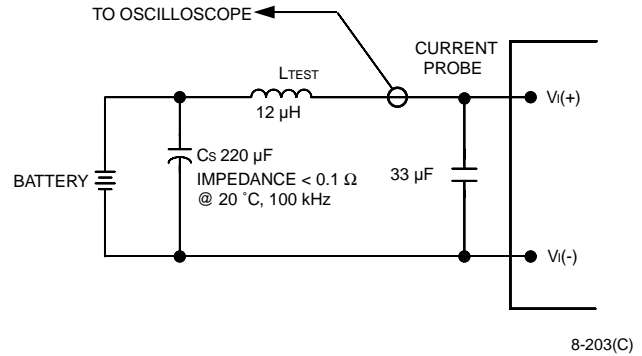 TO OSCILLOSCOPE
CURRENT
PROBE
LTEST
12 µH
VI(+)
CS 220 µF
IMPEDANCE < 0.1 Ω
@ 20 ˚C, 100 kHz
33 µF
BATTERY
VI(-)
8-203(C)